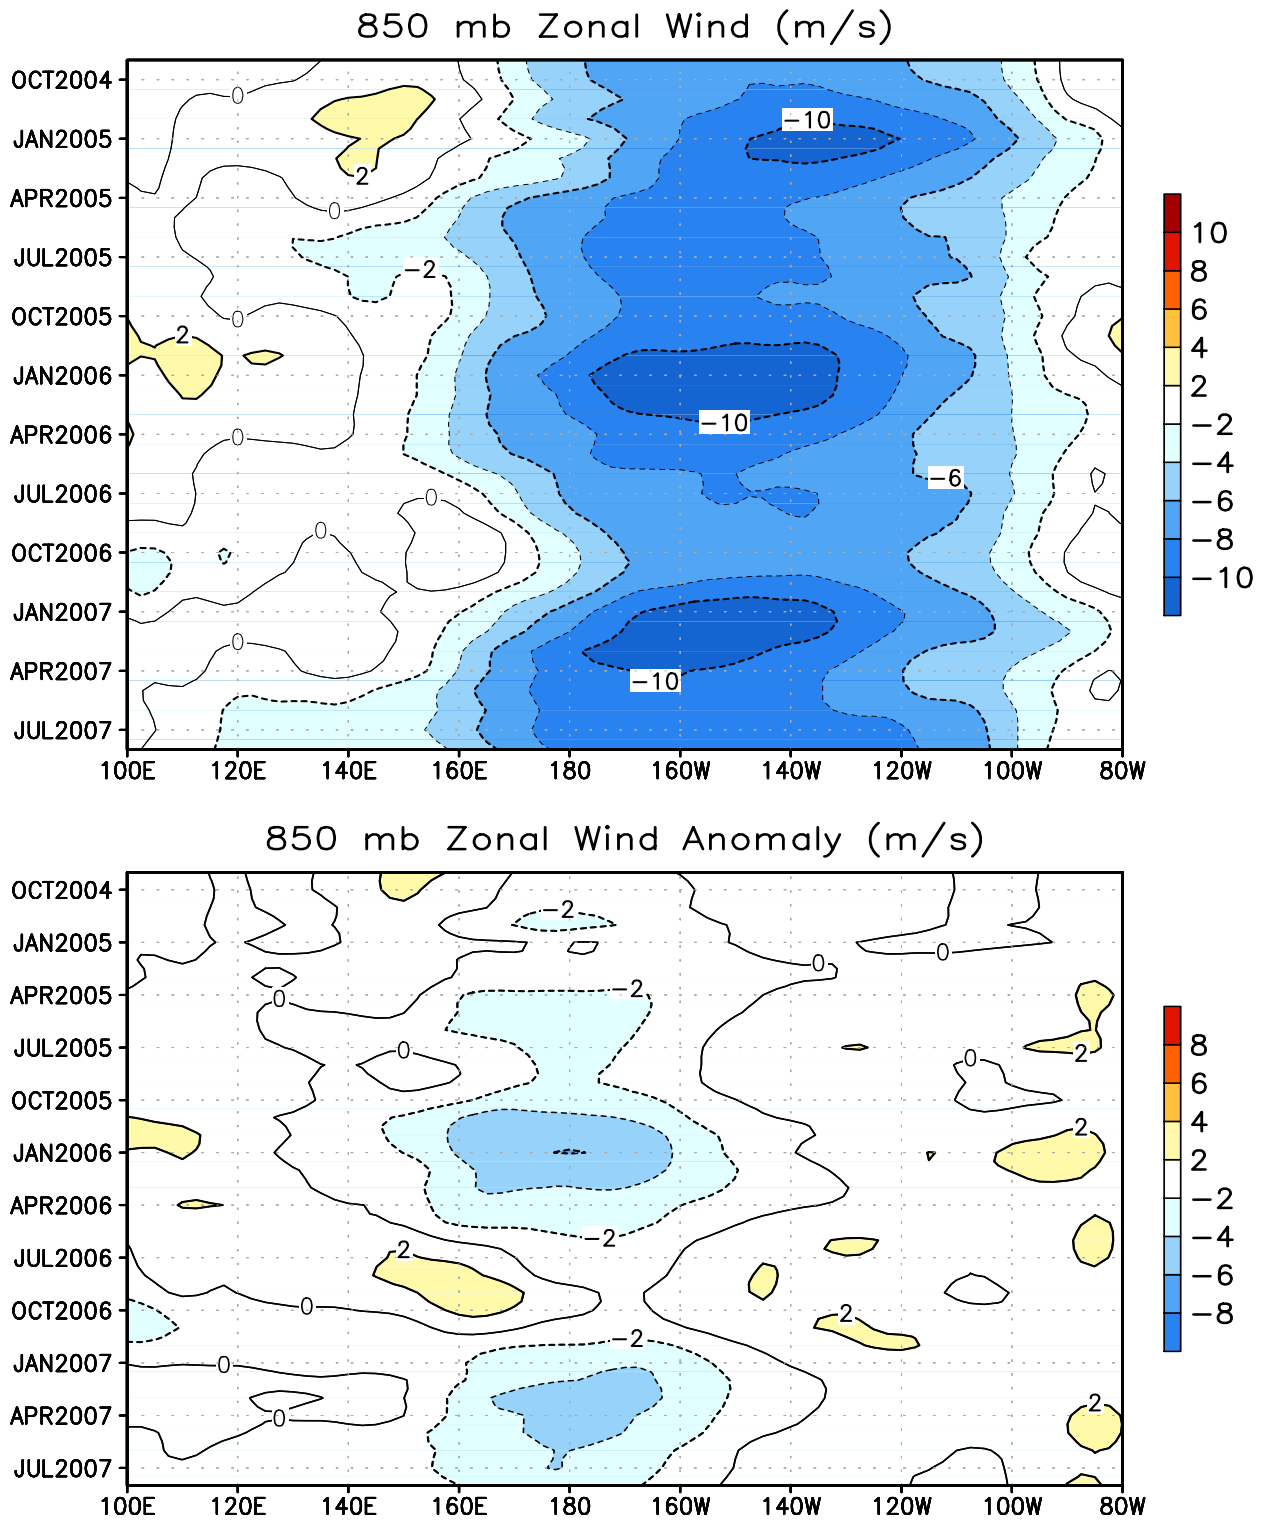 850 mb Zonal Wind (m/s)
OCT2004
JAN2005
APR2005
JUL2005
OCT2005
JAN2006
APR2006
JUL2006
OCT2006
JAN2007
APR2007
JUL2007
0
−10
2
0
−2
0
2
−10
0
−6
0
0
0
−10
100E 120E 140E 160E 180 160W 140W 120W 100W 80W
10
8
6
4
2
−2
−4
−6
−8
−10
850 mb Zonal Wind Anomaly (m/s)
OCT2004
JAN2005
APR2005
JUL2005
OCT2005
JAN2006
APR2006
JUL2006
OCT2006
JAN2007
APR2007
JUL2007
−2
0
0
−2
0
0
2
0
2
−2
2
0
2
−2
0
2
0
100E 120E 140E 160E 180 160W 140W 120W 100W 80W
8
6
4
2
−2
−4
−6
−8